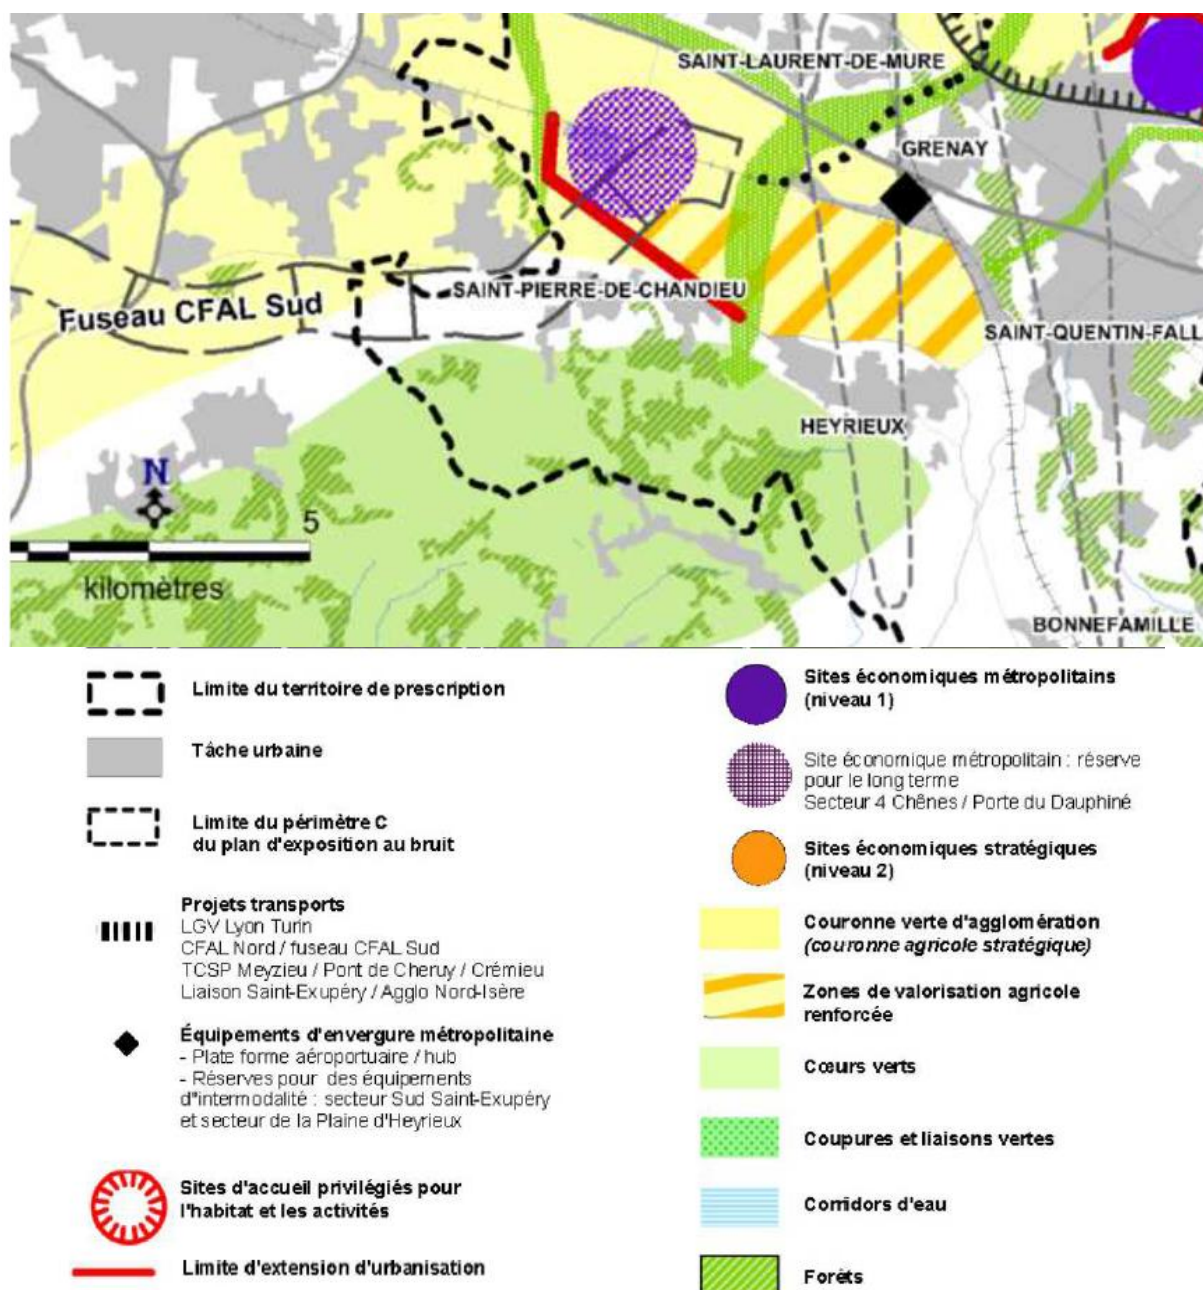 SAINT-LAURENT-DE-MURE
GRENAY
SAINT-PIERRE-DE-CHANDIEU
Fuseau CFAL Sud
SAINT-QUENTIN-FALL
HEYRIEUX
N
5
kilomètres
BONNEFAMILLE
Limite du territoire de prescription
Tâche urbaine
Limite du périmètre C
du plan d'exposition au bruit
Projets transports
LGV Lyon Turin
CFAL Nord / fuseau CFAL Sud
TCSP Meyzieu / Pont de Cheruy / Crémieu
Liaison Saint-Exupéry / Agglo Nord-Isère
Équipements d'envergure métropolitaine
- Plate forme aéroportuaire / hub
- Réserves pour des équipements
d"intermodalité : secteur Sud Saint-Exupéry
et secteur de la Plaine d'Heyrieux
Sites d'accueil privilégiés pour
l'habitat et les activités
Limite d'extension d'urbanisation
Sites économiques métropolitains
(niveau 1)
Site économique métropolitain : réserve
pour le long terme
Secteur 4 Chênes / Porte du Dauphiné
Sites économiques stratégiques
(niveau 2)
Couronne verte d'agglomération
(couronne agricole stratégique)
Zones de valorisation agricole
renforcée
Cœurs verts
Coupures et liaisons vertes
Corridors d'eau
Forêts